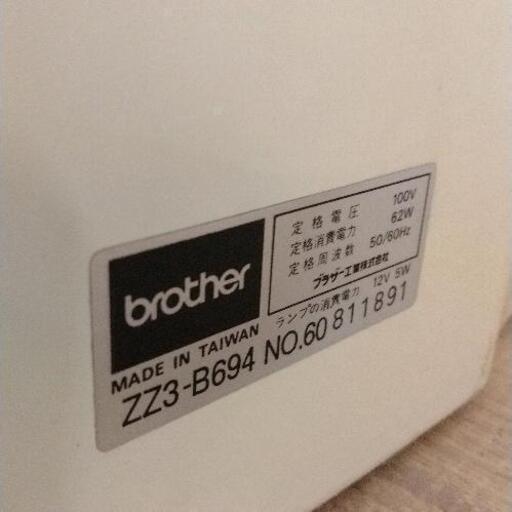 brother
定格電圧 100V
定格消費電力 62W
定格周波数 50/60Hz
ブラザー工業株式会社
ランプの消費電力 12V 5W
MADE IN TAIWAN
ZZ3-B694 NO.60811891